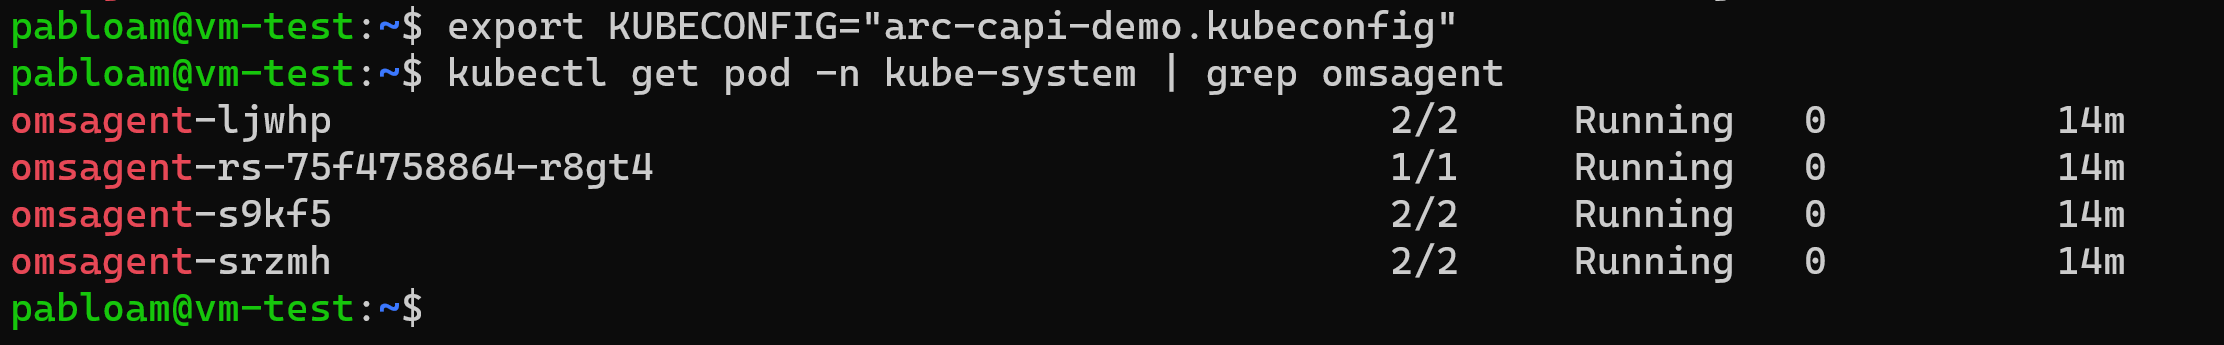 pabloam@vm-test:~$ export KUBECONFIG="arc-capi-demo.kubeconfig"
pabloam@vm-test:~$ kubectl get pod -n kube-system | grep omsagent
omsagent-ljwhp 2/2 Running 0 14m
omsagent-rs-75f475864-r8gt4 1/1 Running 0 14m
omsagent-s9kf5 2/2 Running 0 14m
omsagent-srzmh 2/2 Running 0 14m
pabloam@vm-test:~$